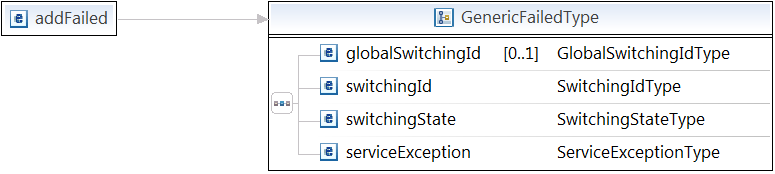 addFailed
GenericFailedType
globalSwitchingId [0..1] GlobalSwitchingIdType
switchingId SwitchingIdType
switchingState SwitchingStateType
serviceException ServiceExceptionType